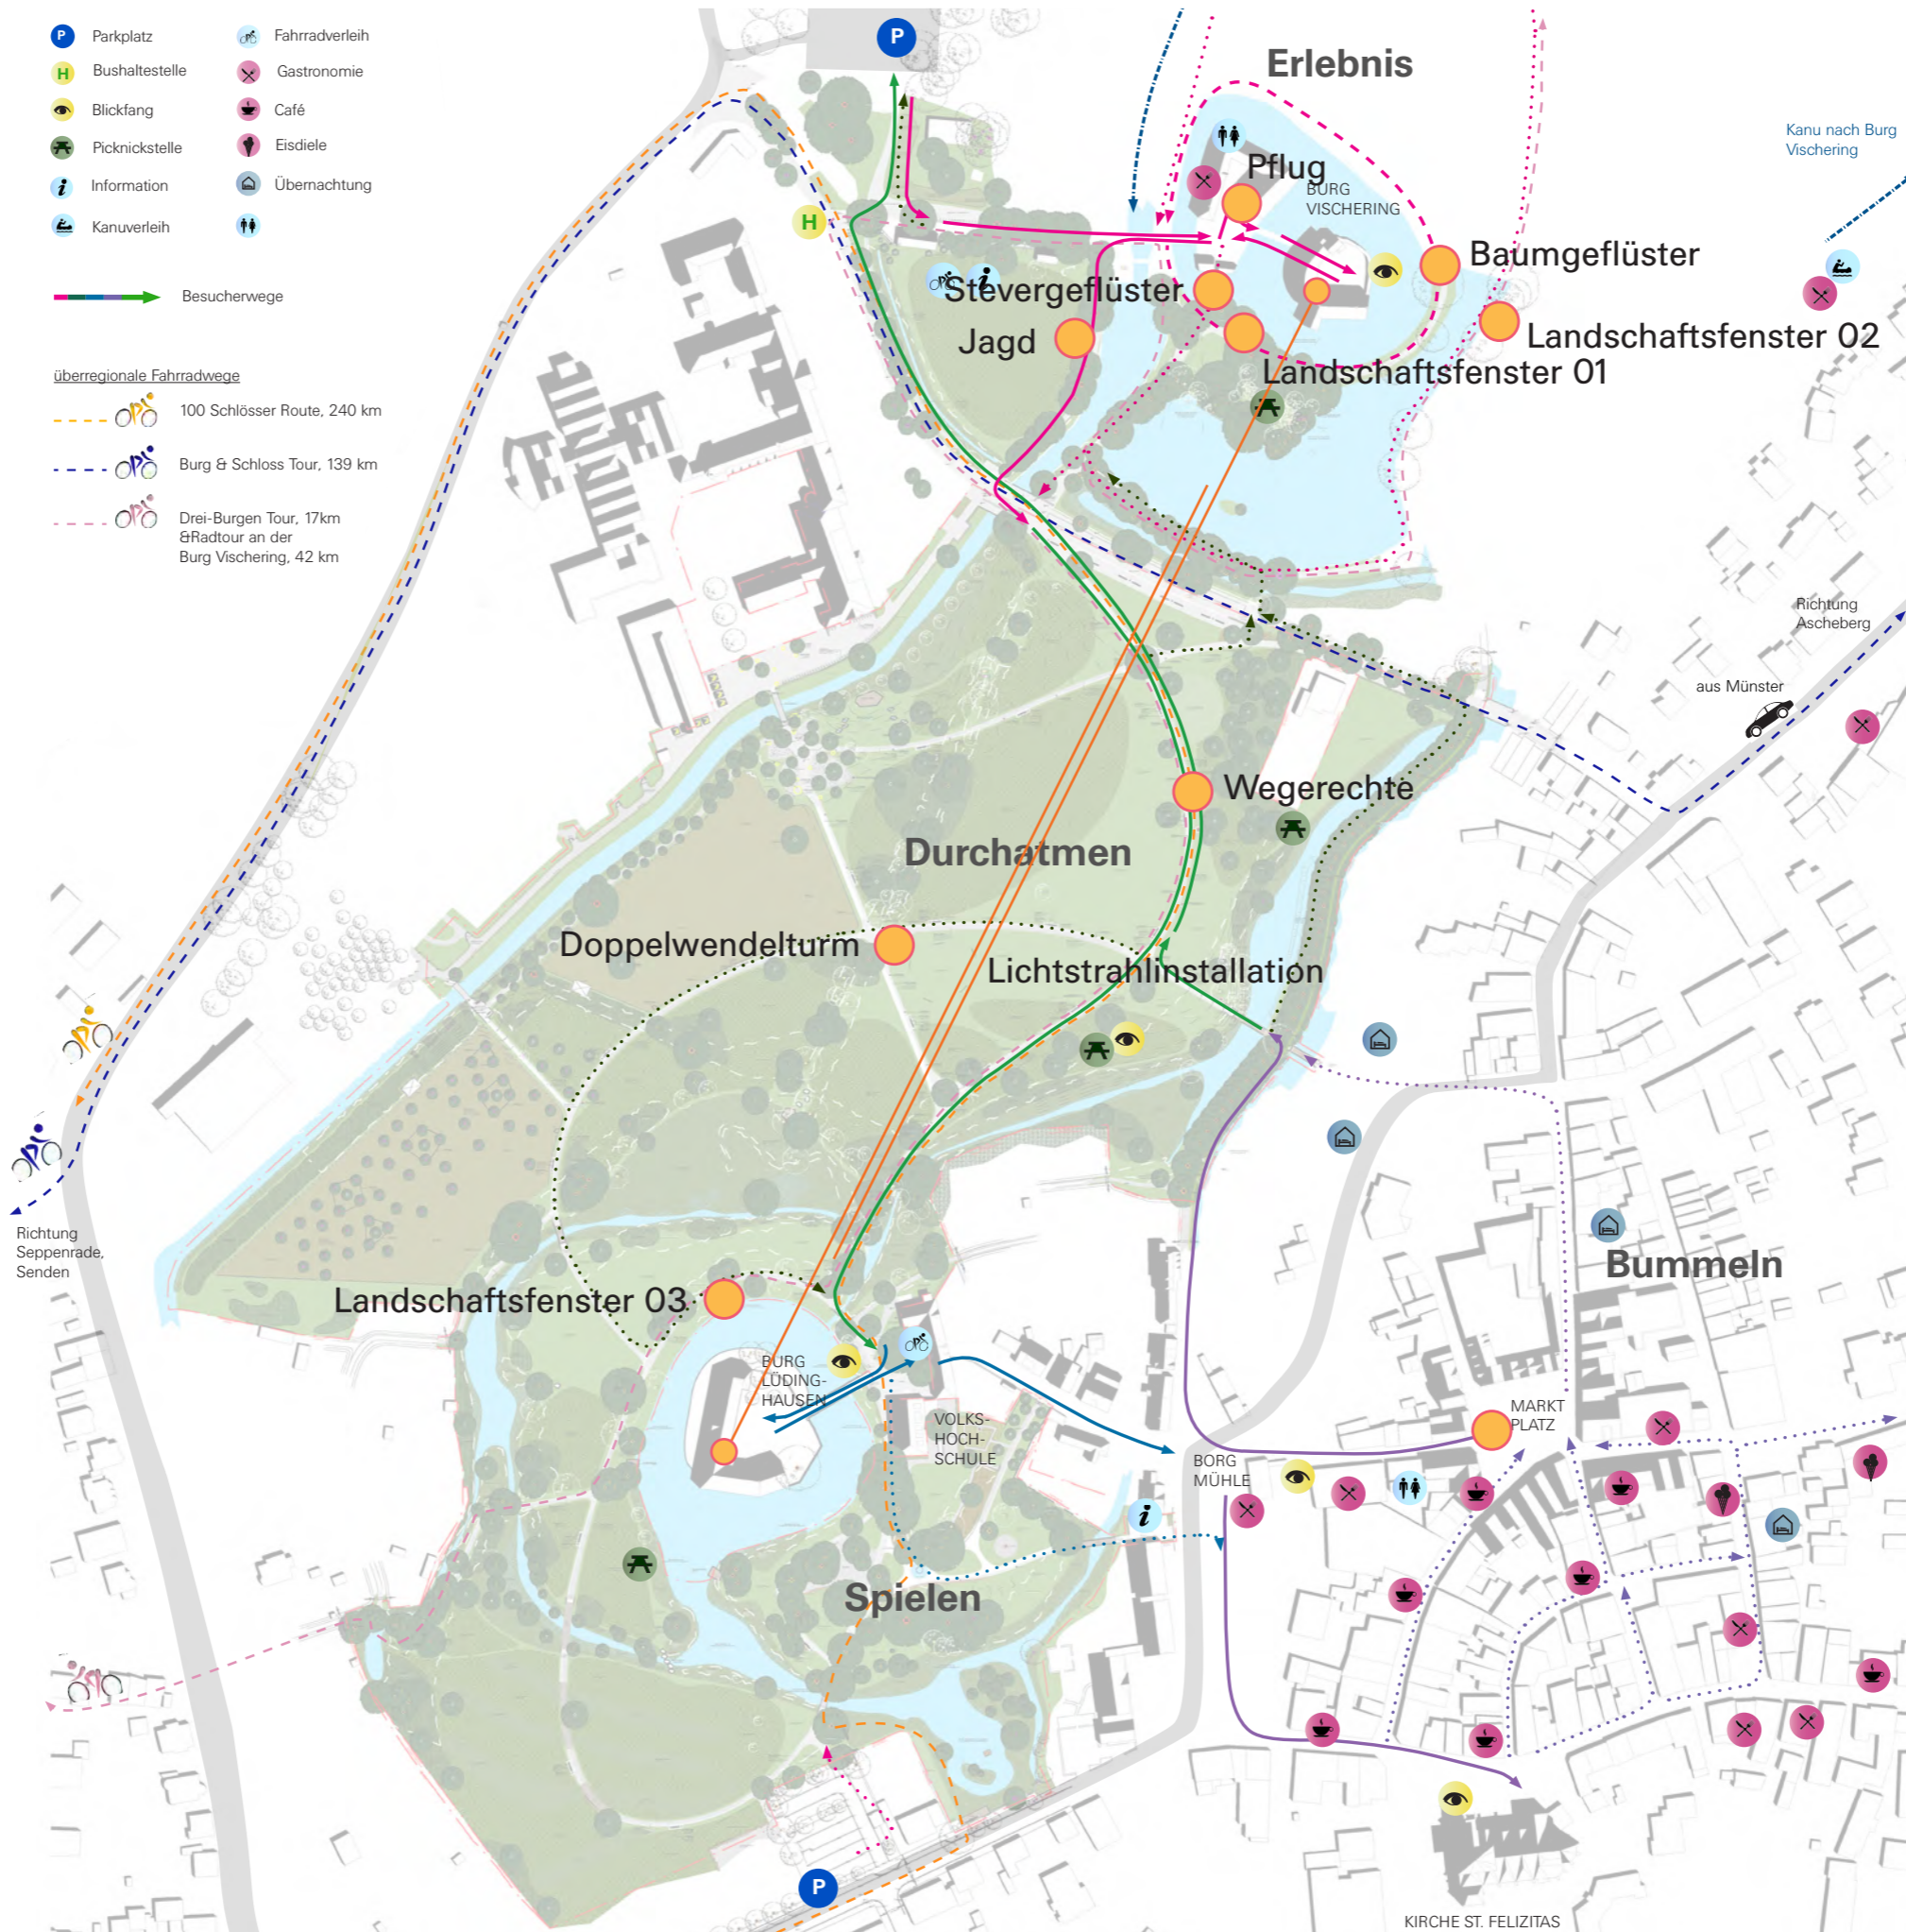 P
Parkplatz
Fahrradverleih
H
Bushaltestelle
Gastronomie
Blickfang
Café
Picknickstelle
Eisdiele
i
Information
Übernachtung
Kanuverleih
Besucherwege
überregionale Fahrradwege
100 Schlösser Route, 240 km
Burg & Schloss Tour, 139 km
Drei-Burgen Tour, 17km
&Radtour an der
Burg Vischering, 42 km
P
Erlebnis
Kanu nach Burg
Vischering
Pflug
BURG
VISCHERING
H
Baumgeflüster
i
Stevergeflüster
Jagd
Landschaftsfenster 02
Landschaftsfenster 01
Richtung
Ascheberg
aus Münster
Wegerechte
Durchatmen
Doppelwendelturm
Lichtstrahlinstallation
Richtung
Seppenrade,
Senden
Bummeln
Landschaftsfenster 03
BURG
LÜDING-
HAUSEN
VOLKS-
HOCH-
SCHULE
MARKT
PLATZ
BORG
MÜHLE
i
Spielen
P
KIRCHE ST. FELIZITAS